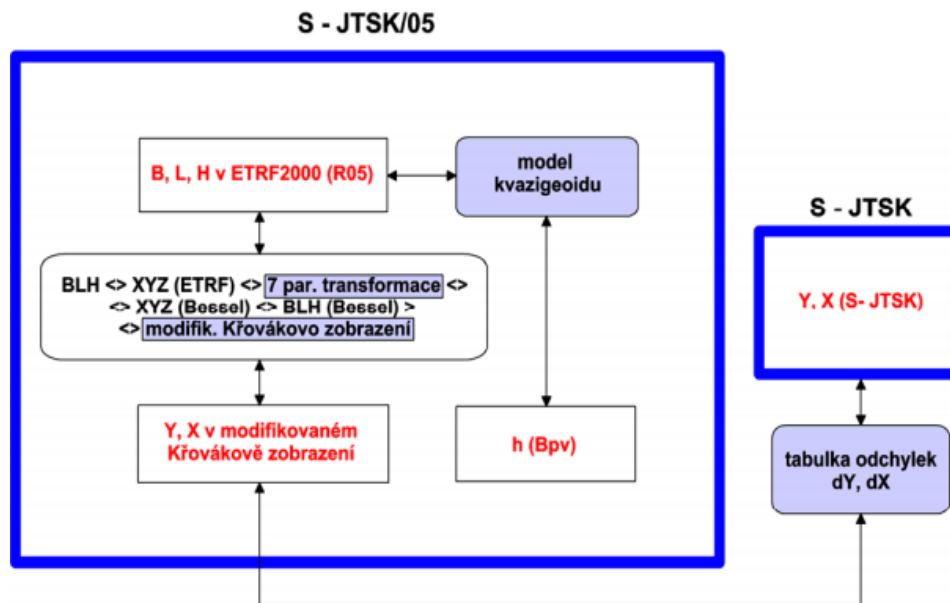 S - JTSK/05
B, L, H v ETRF2000 (R05)
model
kvazigeoidu
BLH <> XYZ (ETRF) <> 7 par. transformace <>
<> XYZ (Bessel) <> BLH (Bessel) >
<> modifik. Křovákovo zobrazení
Y, X v modifikovaném
Křovákově zobrazení
h (Bpv)
S - JTSK
Y. X (S- JTSK)
tabulka odchylek
dY, dX